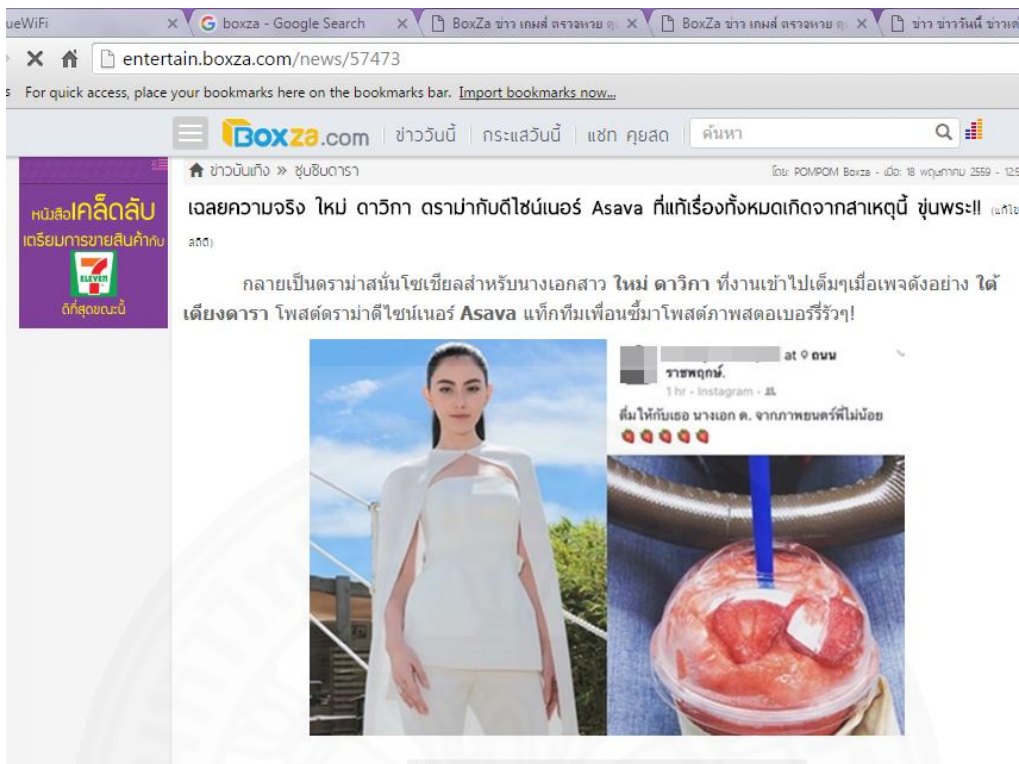 ueWiFi
boxza - Google Search
BoxZa ข่าว เกมส์ ตรวจหวย ดู
BoxZa ข่าว เกมส์ ตรวจหวย ดู
ข่าว ข่าววันนี้ ข่าวเด่
entertain.boxza.com/news/57473
s For quick access, place your bookmarks here on the bookmarks bar. Import bookmarks now...
Boxza.com ข่าววันนี้ กระแสวันนี้ แชท คุยสด ค้นหา
ข่าวบันเทิง » ซุบซิบดารา โดย: POMPOM Boxza - เมื่อ: 18 พฤษภาคม 2559 - 12:5
หนังสือเคล็ดลับ
เตรียมการขายสินค้ากับ
ELEVEN
ดีที่สุดขณะนี้
เฉลยความจริง ใหม่ ดาวิกา ดราม่ากับดีไซน์เนอร์ Asava ที่แท้เรื่องทั้งหมดเกิดจากสาเหตุนี้ ขุ่นพระ!! (แก้ไข
สถิติ)
กลายเป็นดราม่าสนั่นโซเชียลสำหรับนางเอกสาว ใหม่ ดาวิกา ที่งานเข้าไปเต็มๆเมื่อเพจดังอย่าง ใต้
เตียงดารา โพสต์ดราม่าดีไซน์เนอร์ Asava แท็กทีมเพื่อนซี้มาโพสต์ภาพสตอเบอร์รี่รัวๆ!
at ถนน
ราชพฤกษ์.
1 hr - Instagram -
ดื่มให้กับเธอ นางเอก ด. จากภาพยนตร์พี่ไม่น้อย